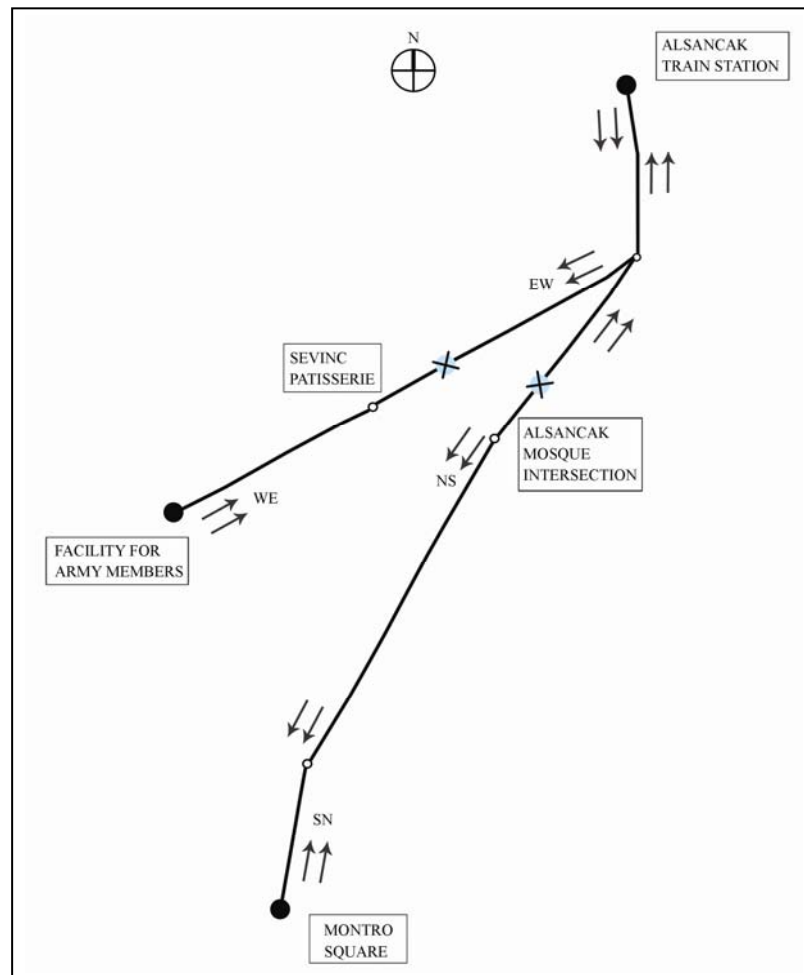 N
ALSANCAK
TRAIN STATION
EW
SEVINC
PATISSERIE
ALSANCAK
MOSQUE
INTERSECTION
NS
WE
FACILITY FOR
ARMY MEMBERS
SN
MONTRO
SQUARE